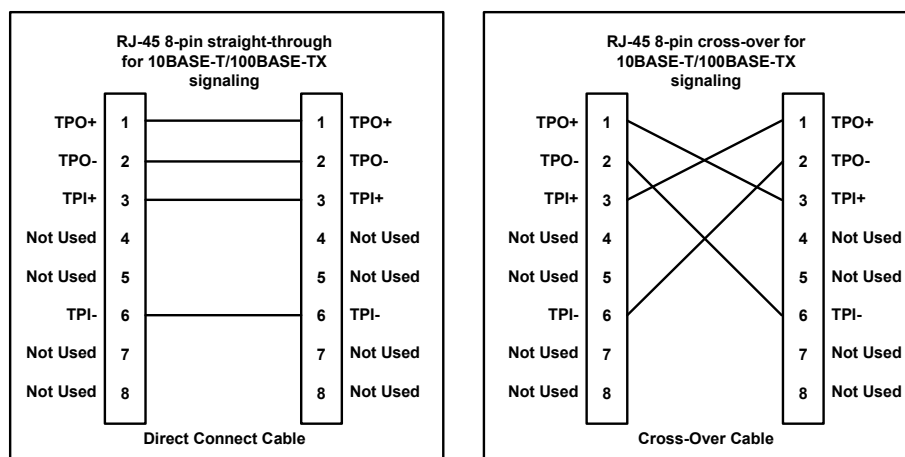 RJ-45 8-pin straight-through
for 10BASE-T/100BASE-TX
signaling
TPO+ 1 1 TPO+
TPO- 2 2 TPO-
TPI+ 3 3 TPI+
Not Used 4 4 Not Used
Not Used 5 5 Not Used
TPI- 6 6 TPI-
Not Used 7 7 Not Used
Not Used 8 8 Not Used
Direct Connect Cable
RJ-45 8-pin cross-over for
10BASE-T/100BASE-TX
signaling
TPO+ 1 1 TPO+
TPO- 2 2 TPO-
TPI+ 3 3 TPI+
Not Used 4 4 Not Used
Not Used 5 5 Not Used
TPI- 6 6 TPI-
Not Used 7 7 Not Used
Not Used 8 8 Not Used
Cross-Over Cable